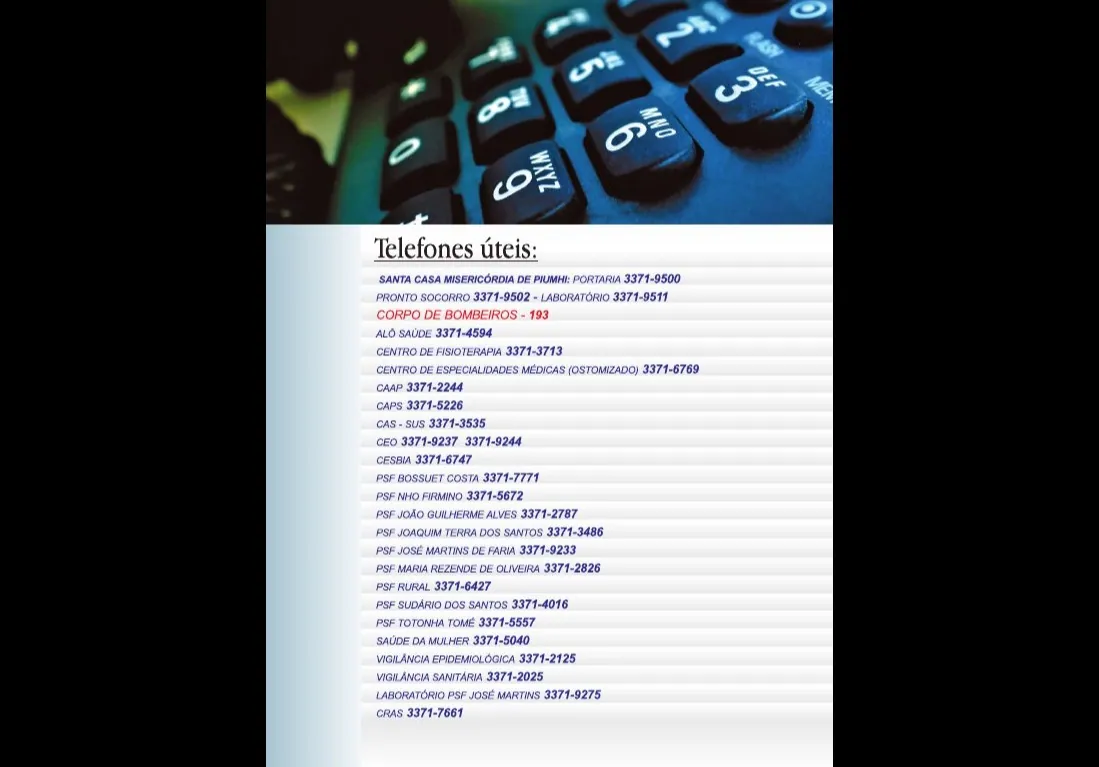 0
8
TUV
9
WXYZ
5
JKL
6
MNO
2
3
DEF
FLASH
Telefones úteis:
SANTA CASA MISERICÓRDIA DE PIUMHI: PORTARIA 3371-9500
PRONTO SOCORRO 3371-9502 - LABORATÓRIO 3371-9511
CORPO DE BOMBEIROS - 193
ALÔ SAÚDE 3371-4594
CENTRO DE FISIOTERAPIA 3371-3713
CENTRO DE ESPECIALIDADES MÉDICAS (OSTOMIZADO) 3371-6769
CAAP 3371-2244
CAPS 3371-5226
CAS - SUS 3371-3535
CEO 3371-9237 3371-9244
CESBIA 3371-6747
PSF BOSSUET COSTA 3371-7771
PSF NHO FIRMINO 3371-5672
PSF JOÃO GUILHERME ALVES 3371-2787
PSF JOAQUIM TERRA DOS SANTOS 3371-3486
PSF JOSÉ MARTINS DE FARIA 3371-9233
PSF MARIA REZENDE DE OLIVEIRA 3371-2826
PSF RURAL 3371-6427
PSF SUDÁRIO DOS SANTOS 3371-4016
PSF TOTONHA TOMÉ 3371-5557
SAÚDE DA MULHER 3371-5040
VIGILÂNCIA EPIDEMIOLÓGICA 3371-2125
VIGILÂNCIA SANITÁRIA 3371-2025
LABORATÓRIO PSF JOSÉ MARTINS 3371-9275
CRAS 3371-7661